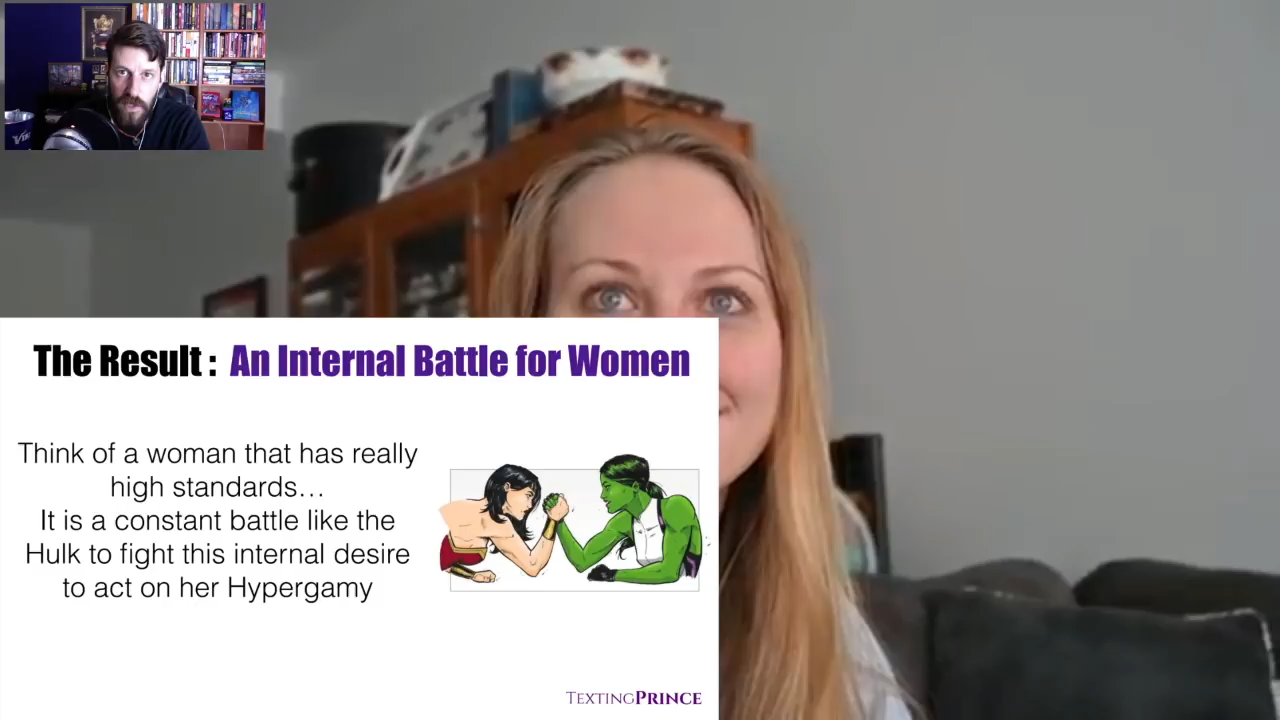 The Result : An Internal Battle for Women
Think of a woman that has really
high standards…
It is a constant battle like the
Hulk to fight this internal desire
to act on her Hypergamy
TEXTINGPRINCE